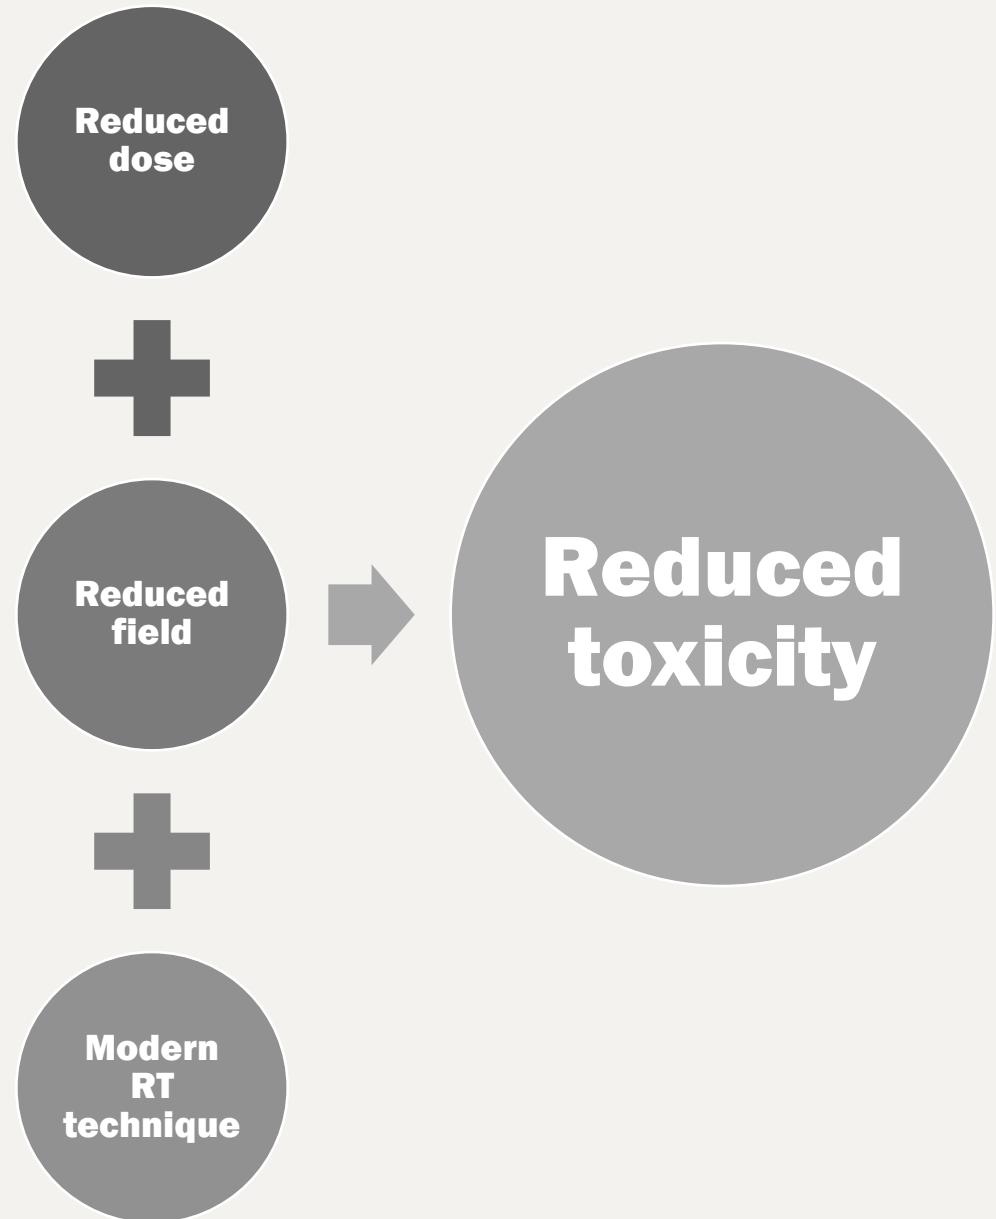 Reduced
dose
Reduced
field
Modern
RT
technique
Reduced
toxicity